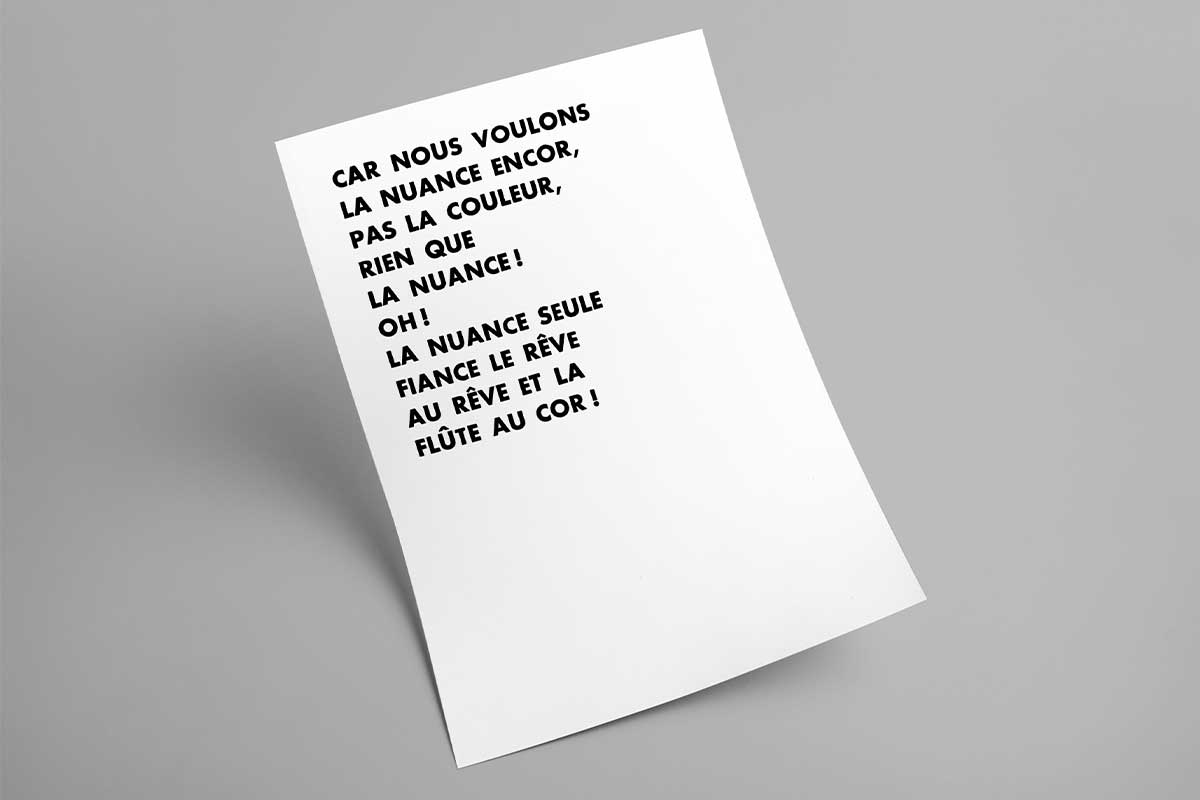 CAR NOUS VOULONS
LA NUANCE ENCOR,
PAS LA COULEUR,
RIEN QUE
LA NUANCE !
OH !
LA NUANCE SEULE
FIANCE LE RÊVE
AU RÊVE ET LA
FLÛTE AU COR !